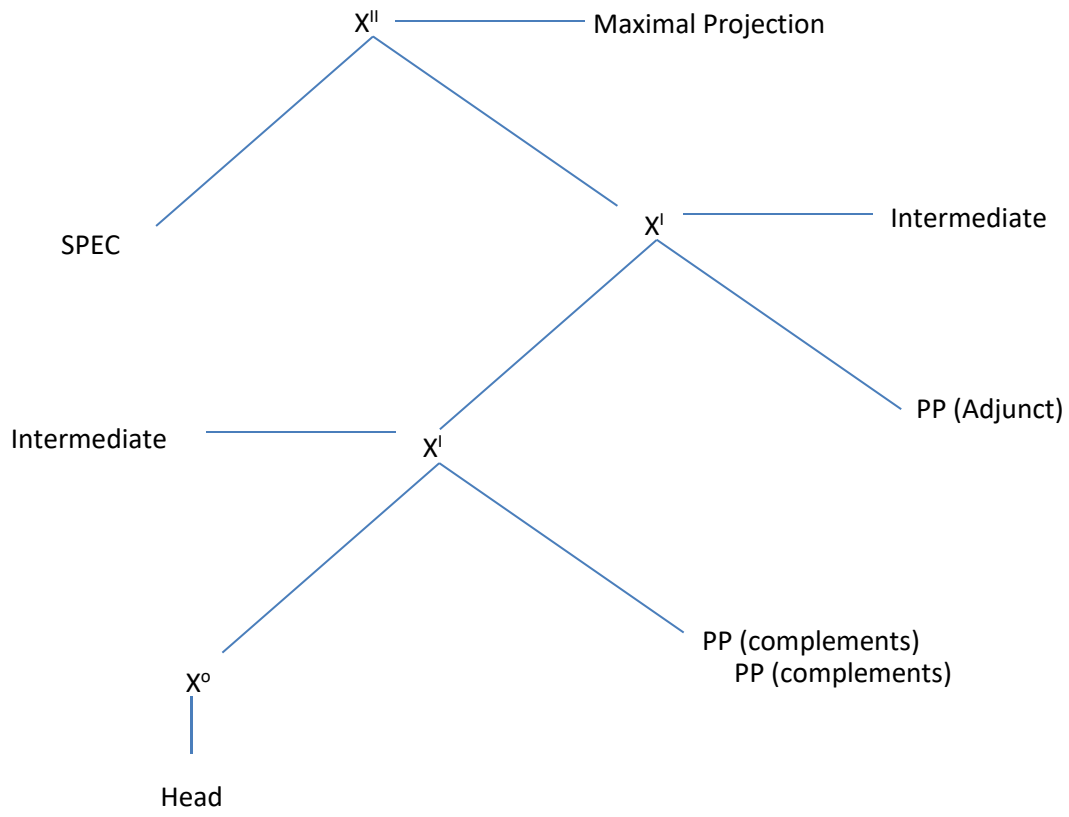 X^II Maximal Projection
SPEC
X^I Intermediate
PP (Adjunct)
Intermediate X^I
PP (complements)
PP (complements)
X^o
Head